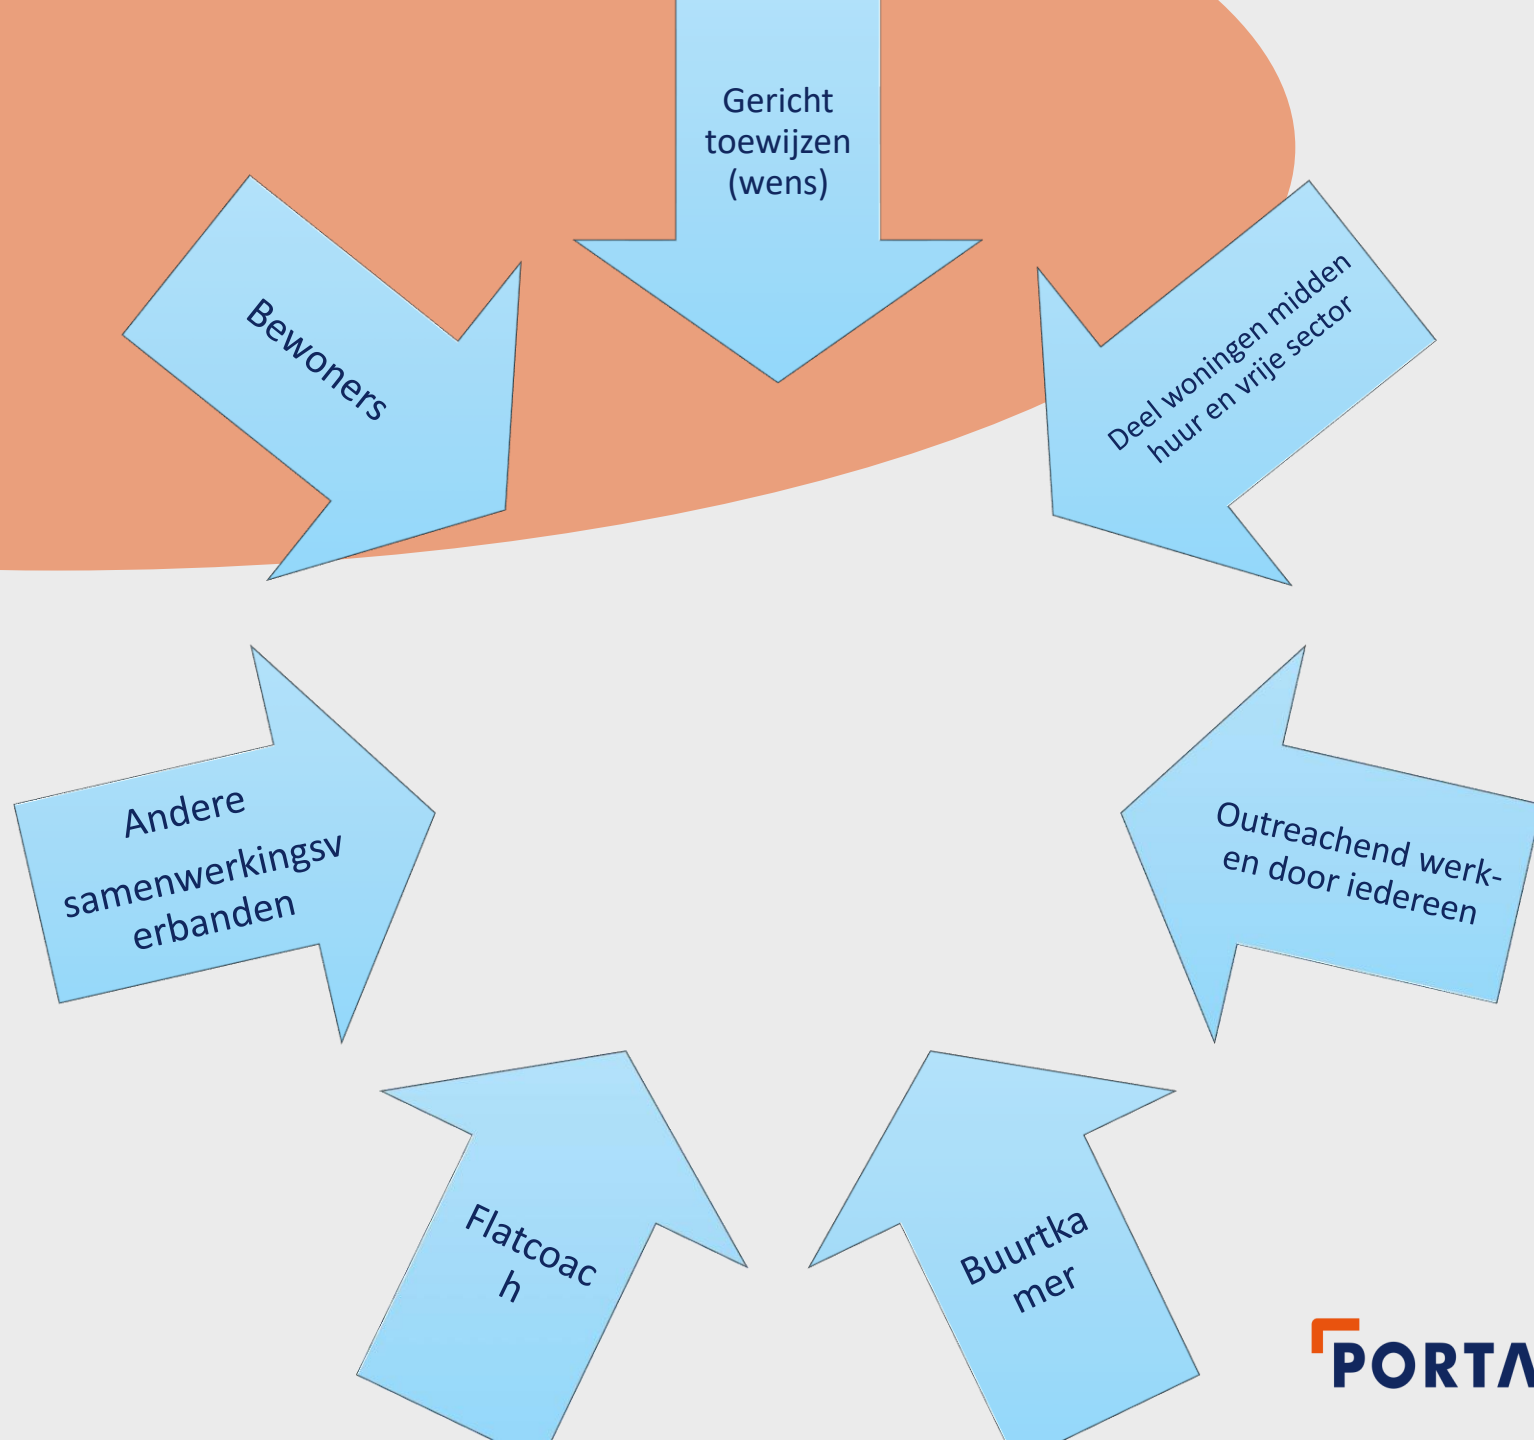 Gericht
toewijzen
(wens)
Bewoners
Deel woningen midden
huur en vrije sector
Andere
samenwerkingsv
erbanden
Outreachend werk-
en door iedereen
Flatcoac
h
Buurtka
mer
PORTA